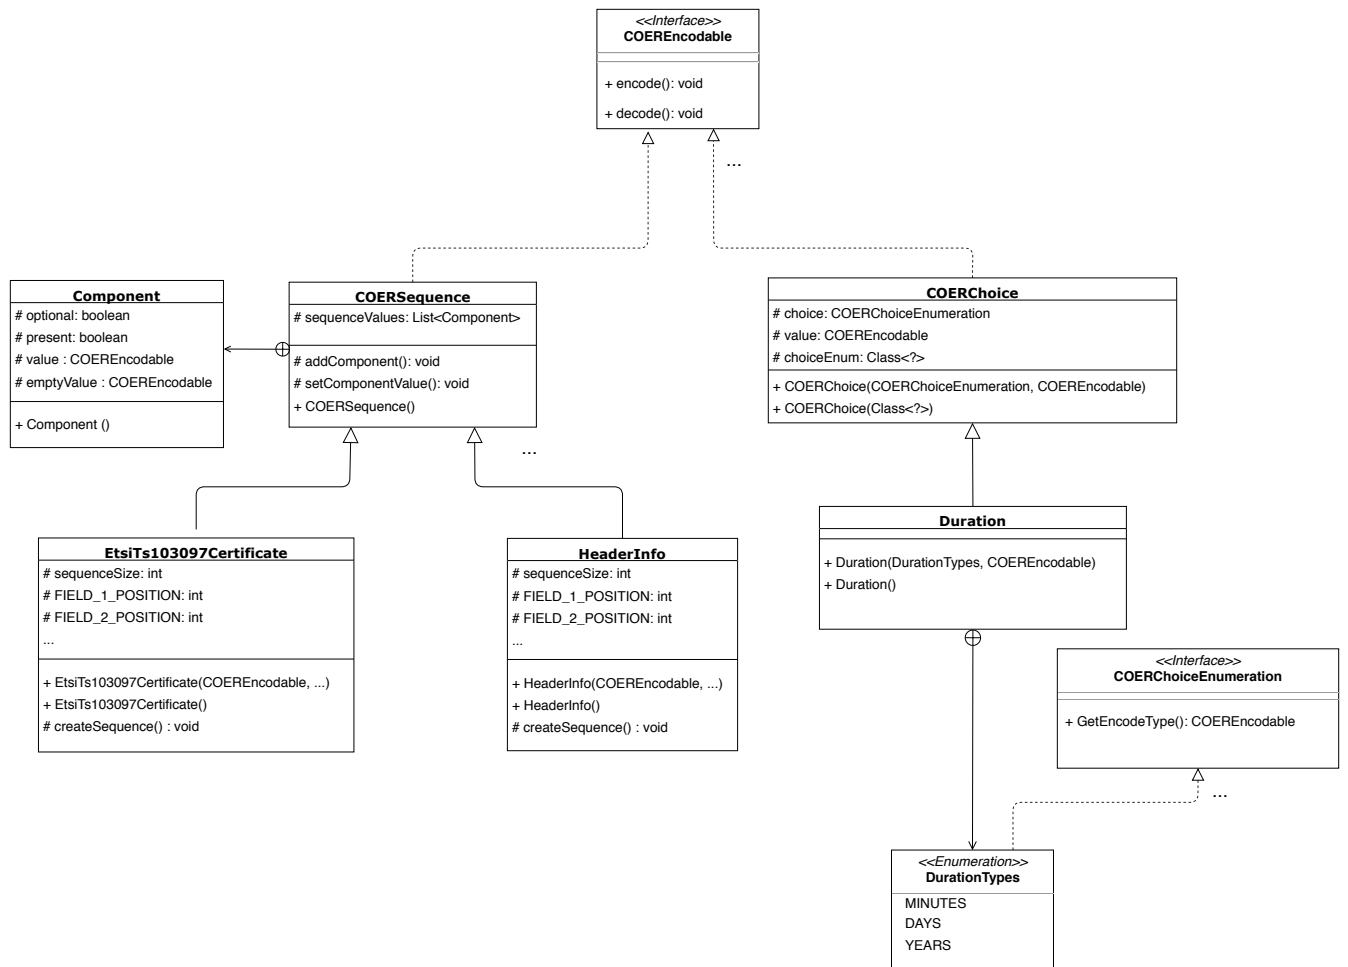 <<Interface>>
COEREncodable
+ encode(): void
+ decode(): void
...
Component
# optional: boolean
# present: boolean
# value : COEREncodable
# emptyValue : COEREncodable
+ Component ()
COERSequence
# sequenceValues: List<Component>
# addComponent(): void
# setComponentValue(): void
+ COERSequence()
...
COERChoice
# choice: COERChoiceEnumeration
# value: COEREncodable
# choiceEnum: Class<?>
+ COERChoice(COERChoiceEnumeration, COEREncodable)
+ COERChoice(Class<?>)
EtsiTs103097Certificate
# sequenceSize: int
# FIELD_1_POSITION: int
# FIELD_2_POSITION: int
...
+ EtsiTs103097Certificate(COEREncodable, ...)
+ EtsiTs103097Certificate()
# createSequence() : void
HeaderInfo
# sequenceSize: int
# FIELD_1_POSITION: int
# FIELD_2_POSITION: int
...
+ HeaderInfo(COEREncodable, ...)
+ HeaderInfo()
# createSequence() : void
Duration
+ Duration(DurationTypes, COEREncodable)
+ Duration()
<<Interface>>
COERChoiceEnumeration
+ GetEncodeType(): COEREncodable
...
<<Enumeration>>
DurationTypes
MINUTES
DAYS
YEARS